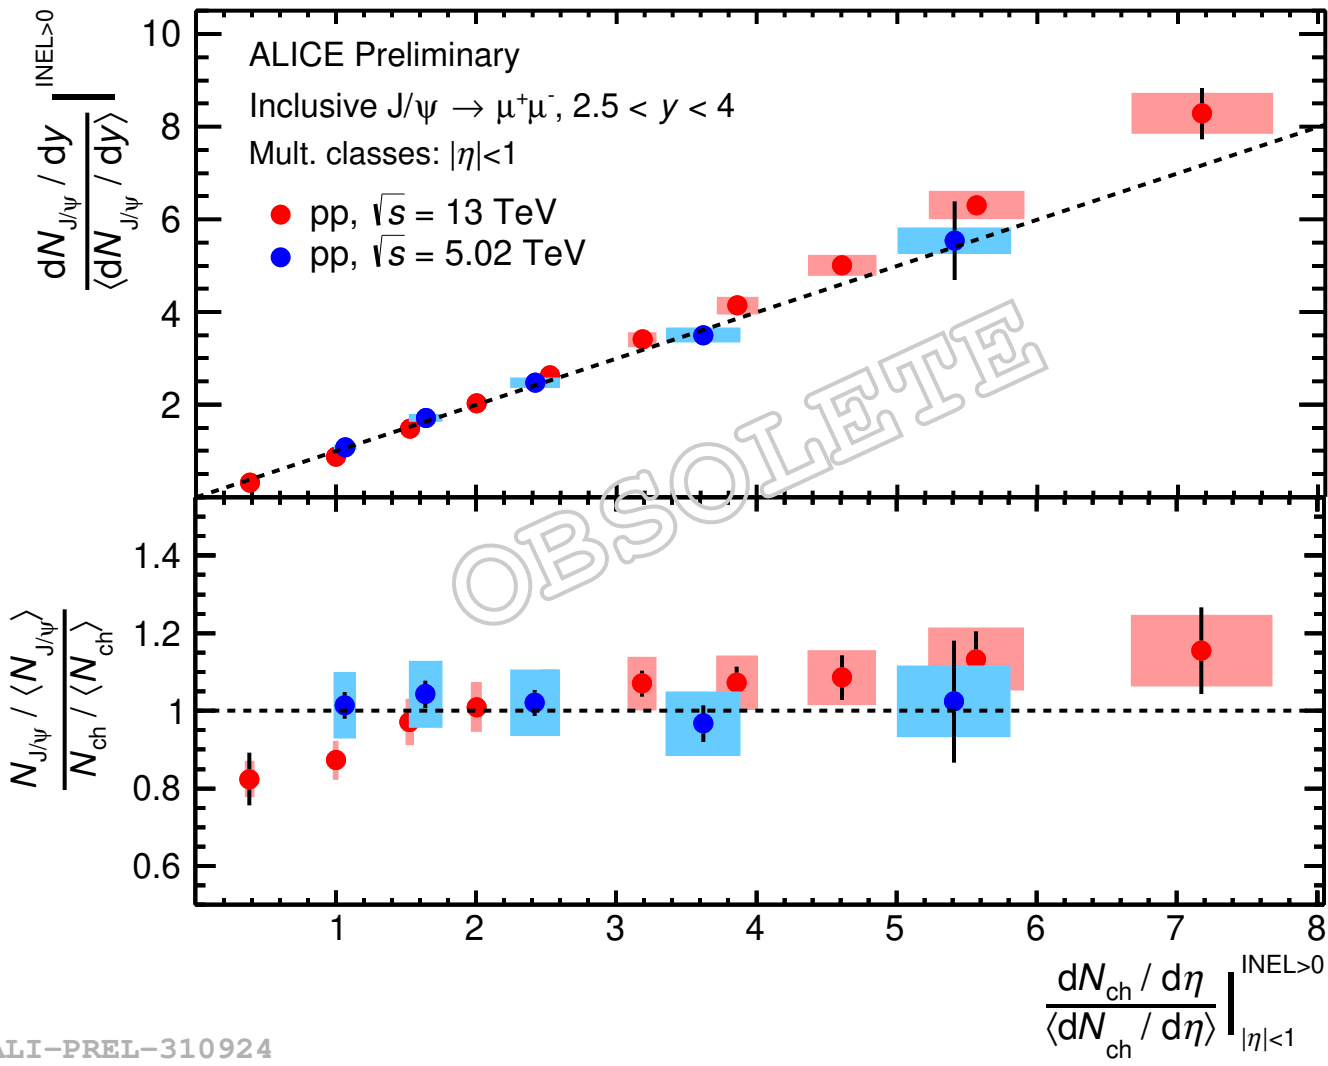 dN_J/ψ / dy
⟨dN_J/ψ / dy⟩
INEL>0
10
8
6
4
2
ALICE Preliminary
Inclusive J/ψ → μ⁺μ⁻, 2.5 < y < 4
Mult. classes: |η|<1
pp, √s = 13 TeV
pp, √s = 5.02 TeV
OBSOLETE
N_J/ψ / ⟨N_J/ψ⟩
N_ch / ⟨N_ch⟩
1.4
1.2
1
0.8
0.6
1 2 3 4 5 6 7 8
dN_ch / dη
⟨dN_ch / dη⟩
INEL>0
|η|<1
ALI-PREL-310924